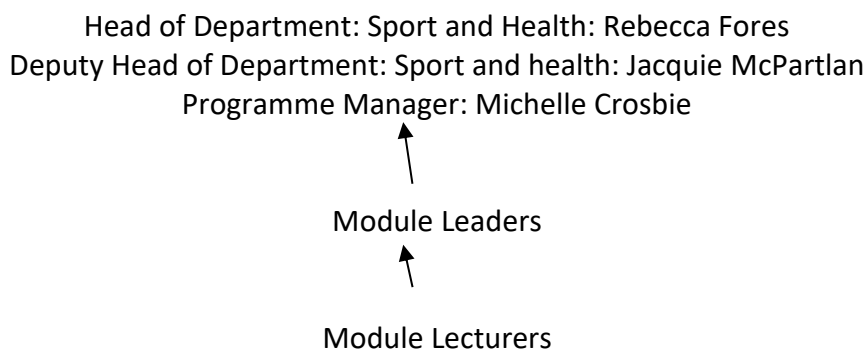 Head of Department: Sport and Health: Rebecca Fores
Deputy Head of Department: Sport and health: Jacquie McPartlan
Programme Manager: Michelle Crosbie
Module Leaders
Module Lecturers